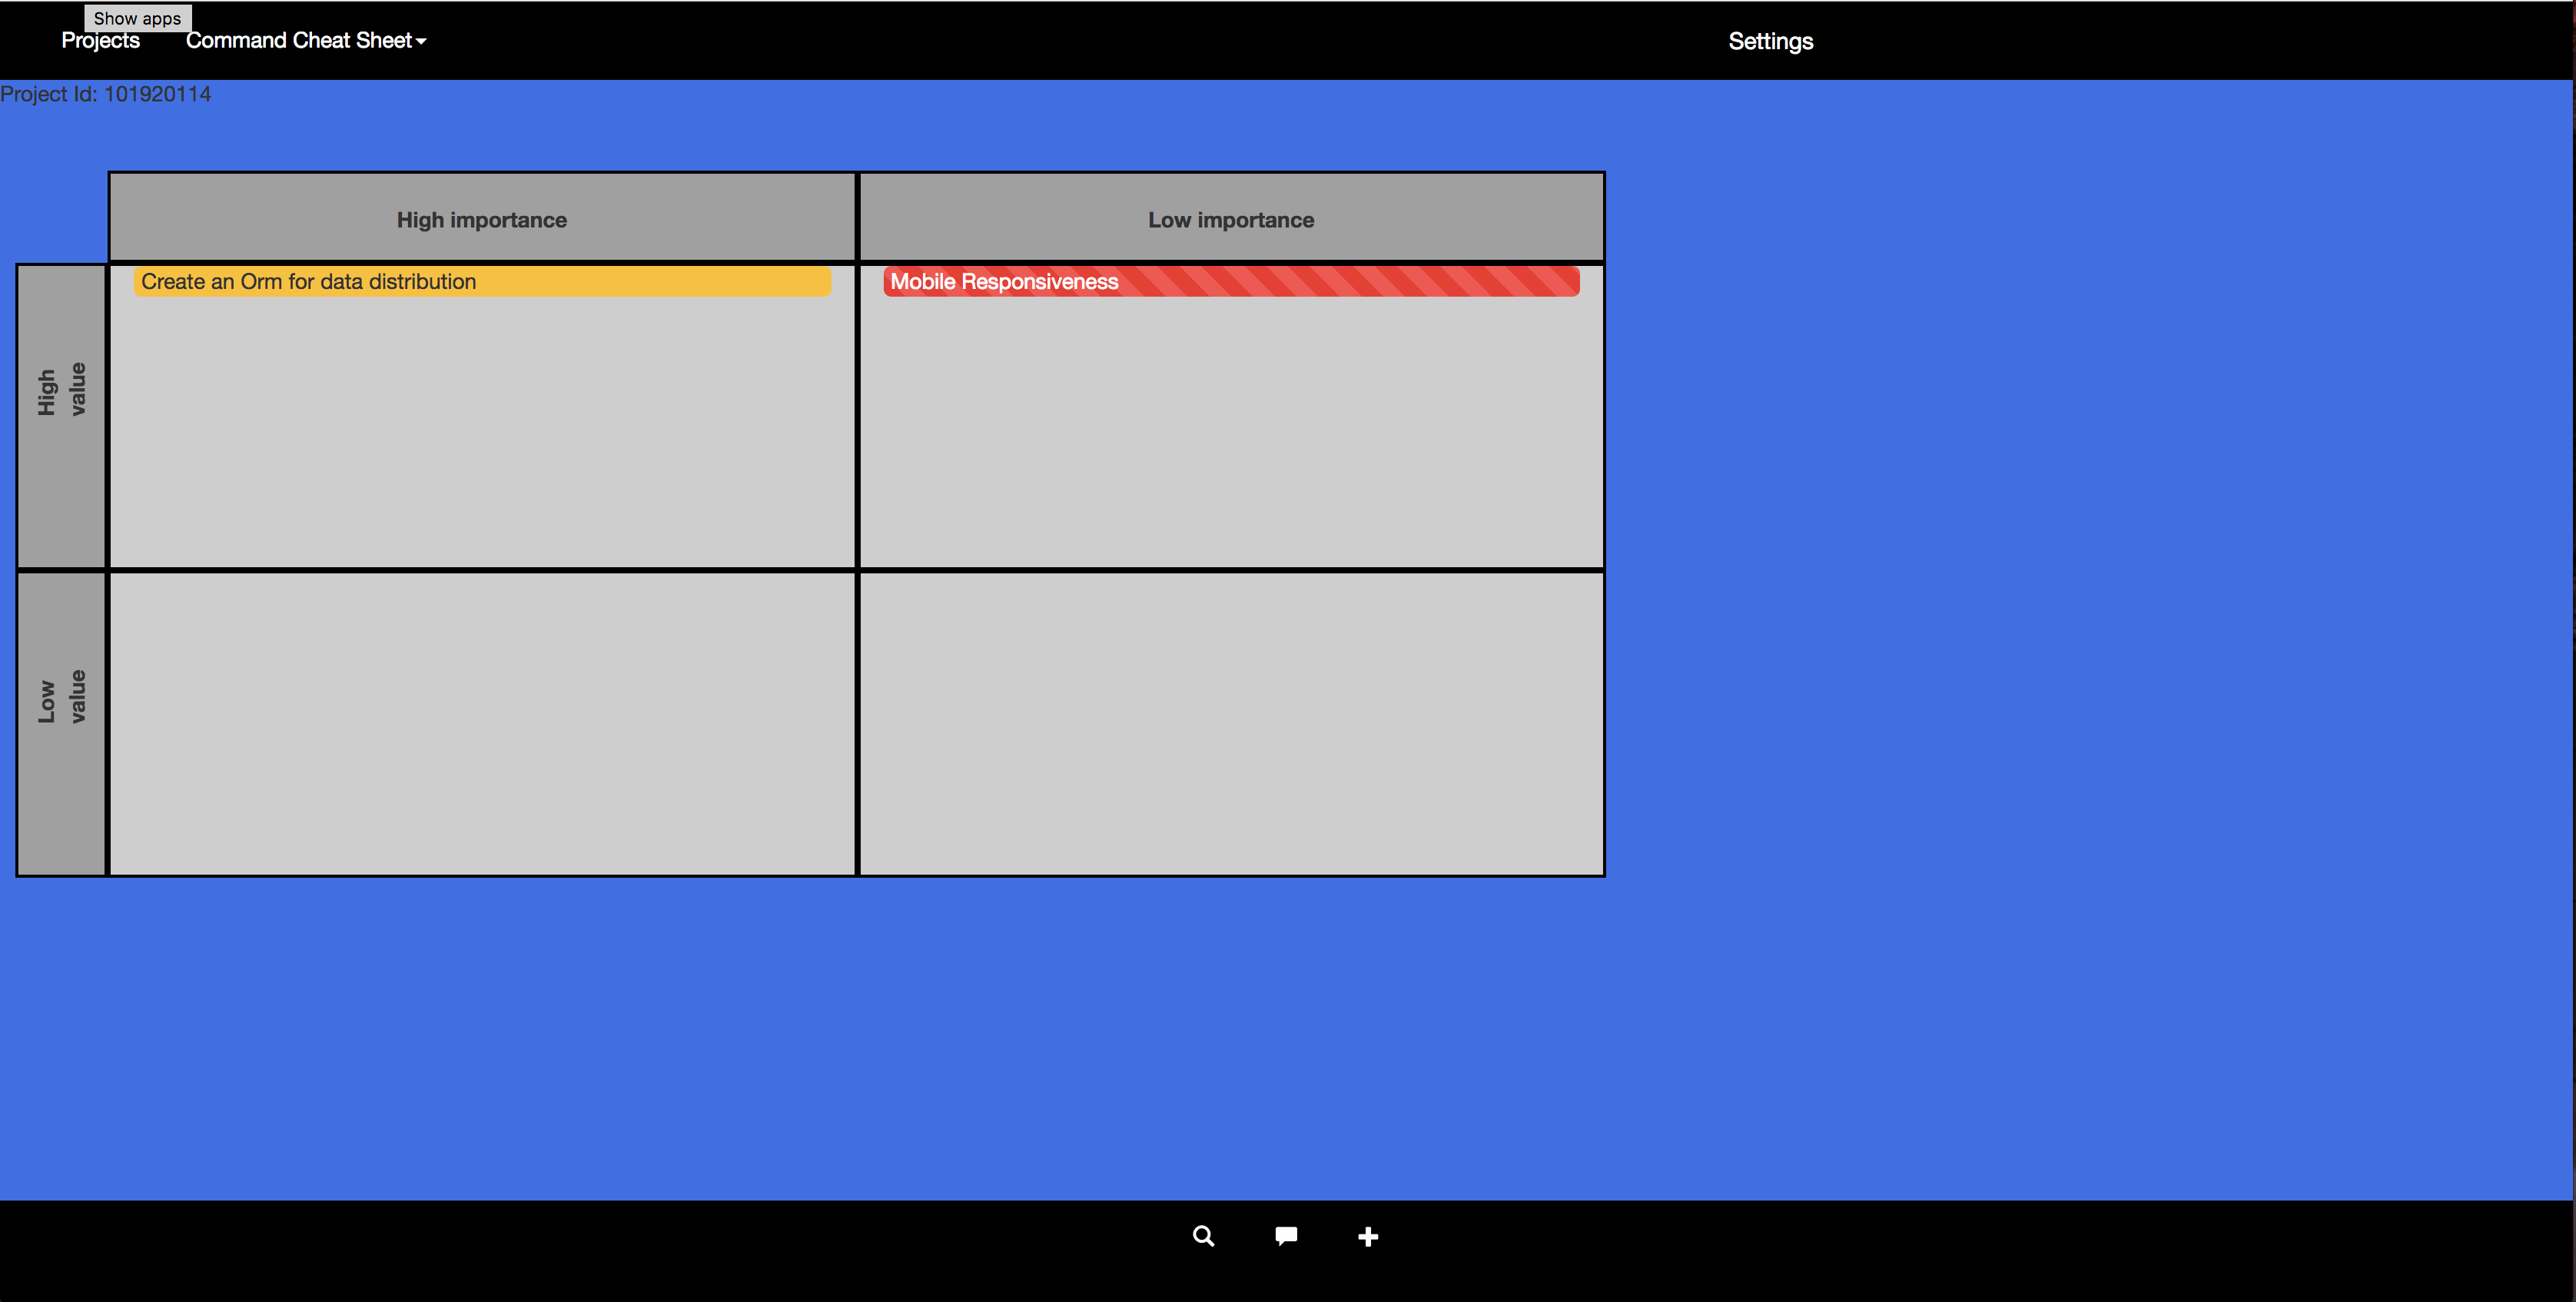 Show apps
Projects
Command Cheat Sheet
Settings
Project Id: 101920114
High importance
Low importance
High
value
Create an Orm for data distribution
Mobile Responsiveness
Low
value